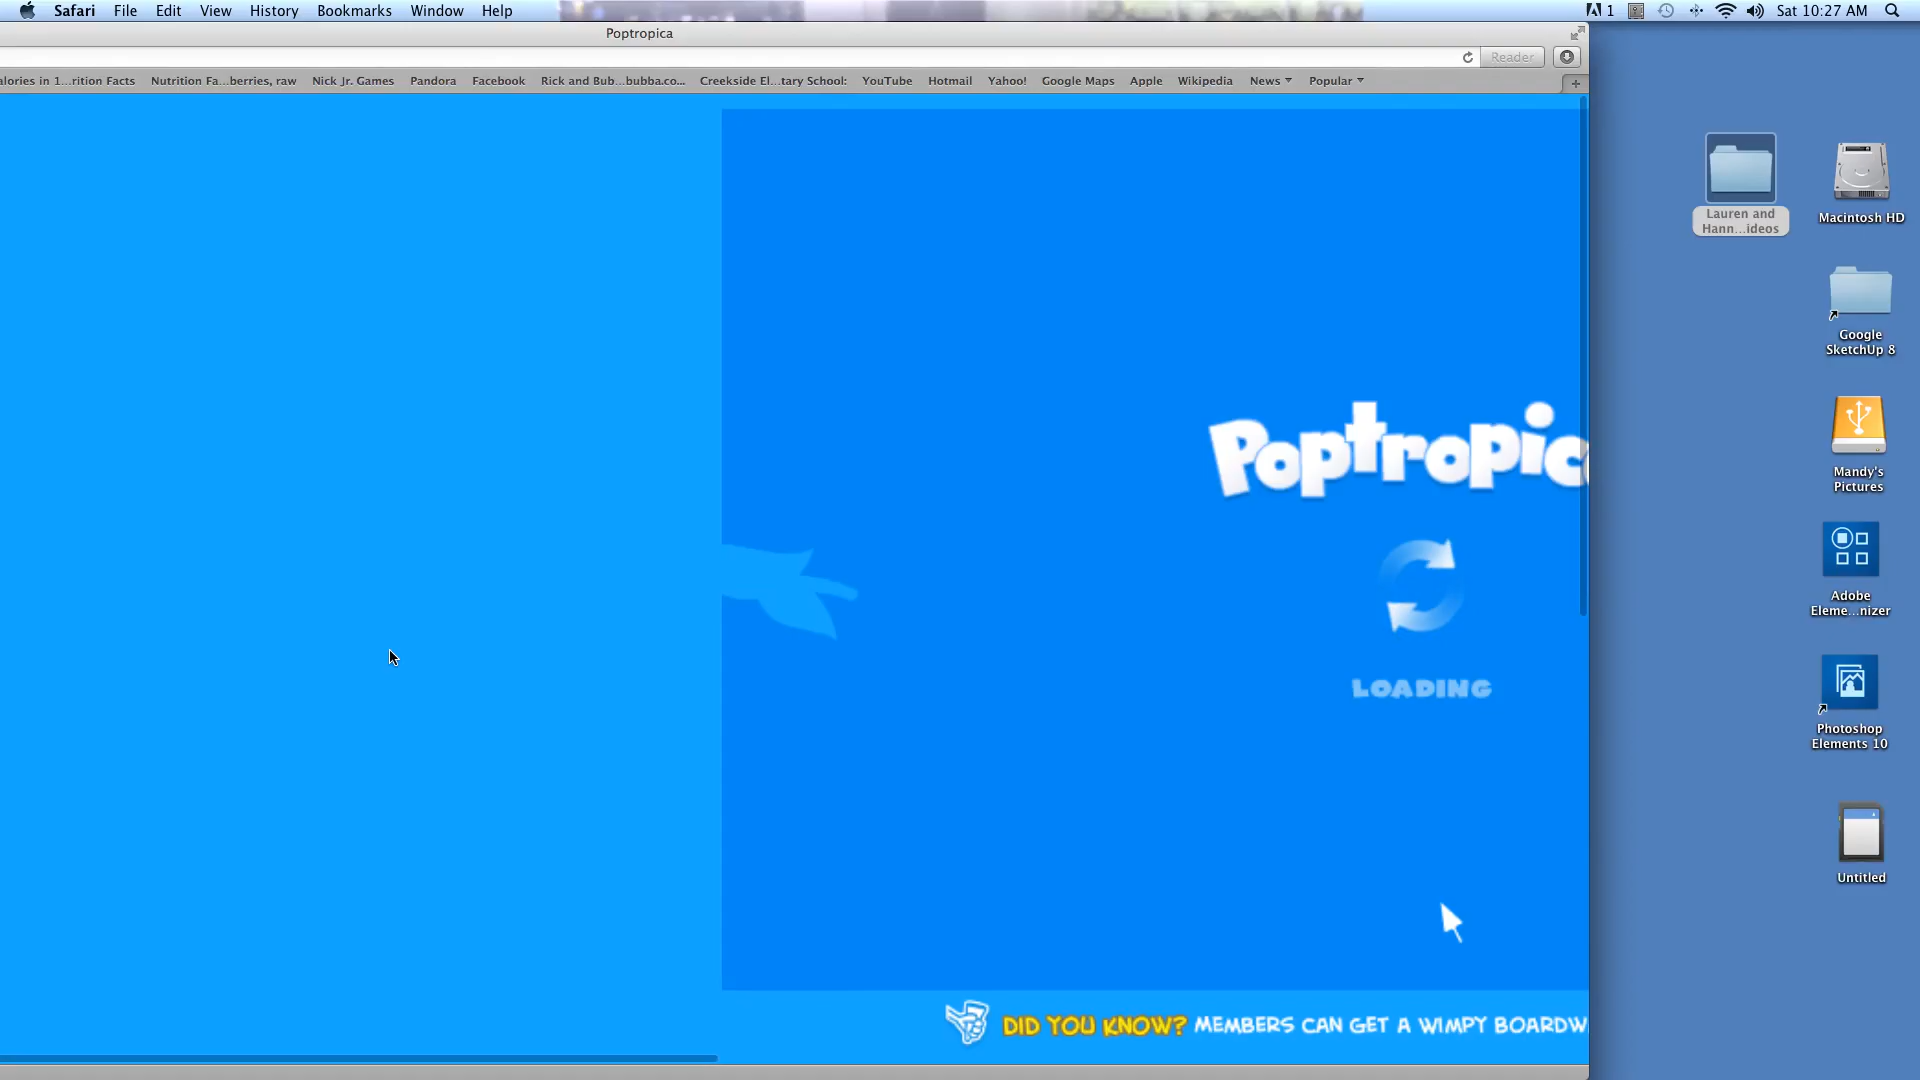 Safari File Edit View History Bookmarks Window Help
1 Sat 10:27 AM
Poptropica
Reader
alories in 1...rition Facts Nutrition Fa...berries, raw Nick Jr. Games Pandora Facebook Rick and Bub...bubba.co... Creekside El...tary School: YouTube Hotmail Yahoo! Google Maps Apple Wikipedia News Popular
Lauren and
Hann...ideos
Macintosh HD
Google
SketchUp 8
Poptropic
Mandy's
Pictures
Adobe
Eleme...nizer
LOADING
Photoshop
Elements 10
Untitled
DID YOU KNOW? MEMBERS CAN GET A WIMPY BOARDW